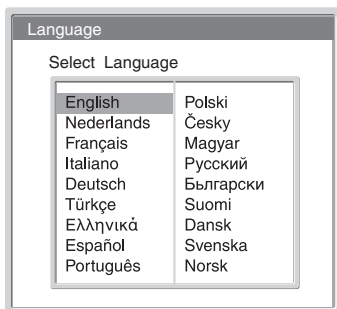 Language
Select Language
English
Nederlands
Français
Italiano
Deutsch
Türkçe
Ελληνικά
Español
Português
Polski
Česky
Magyar
Русский
Бьлгарски
Suomi
Dansk
Svenska
Norsk